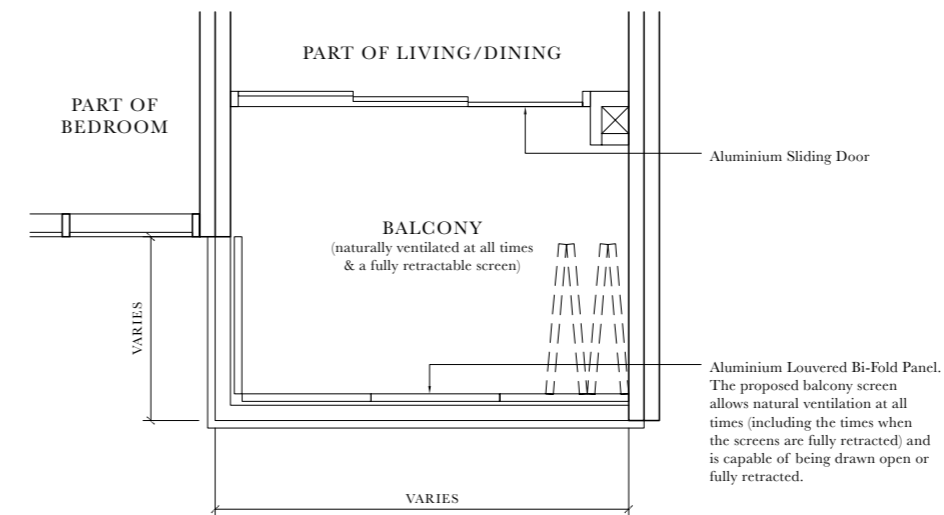 PART OF LIVING/DINING
PART OF
BEDROOM
Aluminium Sliding Door
BALCONY
(naturally ventilated at all times
& a fully retractable screen)
VARIES
Aluminium Louvered Bi-Fold Panel.
The proposed balcony screen
allows natural ventilation at all
times (including the times when
the screens are fully retracted) and
is capable of being drawn open or
fully retracted.
VARIES